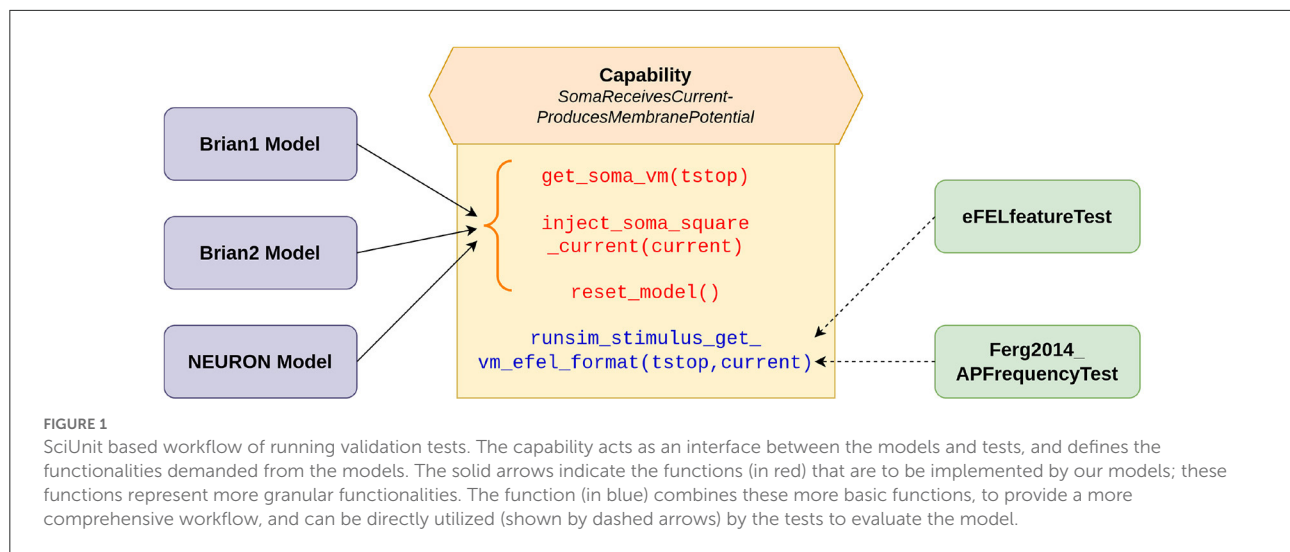 Capability
SomaReceivesCurrent-
ProducesMembranePotential
Brian1 Model
Brian2 Model
NEURON Model
get_soma_vm(tstop)
inject_soma_square
_current(current)
reset_model()
runsim_stimulus_get_
vm_efel_format(tstop,current)
eFELfeatureTest
Ferg2014_
APFrequencyTest
FIGURE 1
SciUnit based workflow of running validation tests. The capability acts as an interface between the models and tests, and defines the
functionalities demanded from the models. The solid arrows indicate the functions (in red) that are to be implemented by our models; these
functions represent more granular functionalities. The function (in blue) combines these more basic functions, to provide a more
comprehensive workflow, and can be directly utilized (shown by dashed arrows) by the tests to evaluate the model.